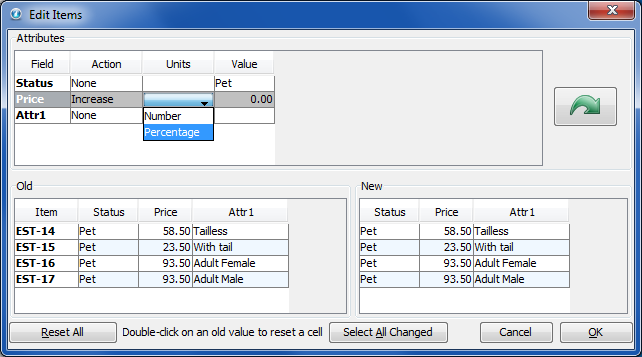 Edit Items
Attributes
Field Action Units Value
Status None Pet
Price Increase 0.00
Attr1 None Number
Percentage
Old
Item Status Price Attr1
EST-14 Pet 58.50 Tailless
EST-15 Pet 23.50 With tail
EST-16 Pet 93.50 Adult Female
EST-17 Pet 93.50 Adult Male
New
Status Price Attr1
Pet 58.50 Tailless
Pet 23.50 With tail
Pet 93.50 Adult Female
Pet 93.50 Adult Male
Reset All Double-click on an old value to reset a cell Select All Changed Cancel OK